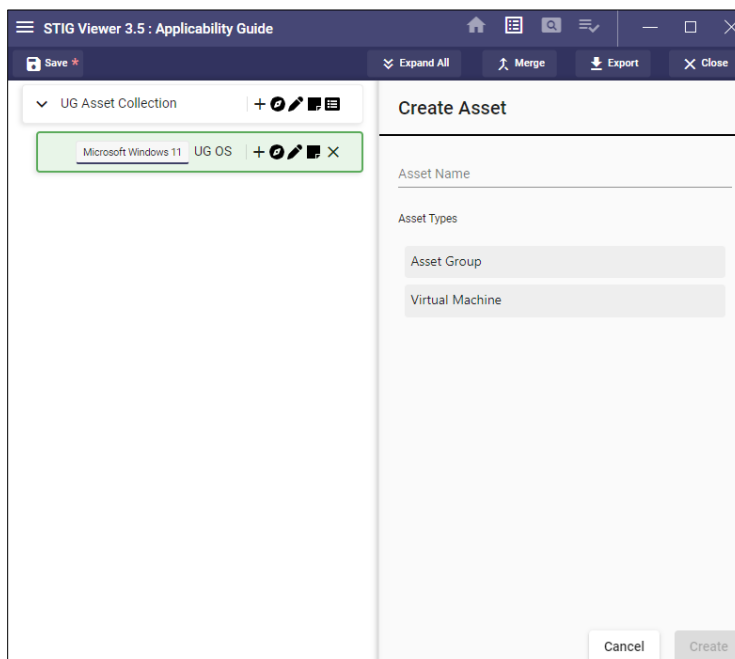 STIG Viewer 3.5 : Applicability Guide
Save *
Expand All
Merge
Export
Close
UG Asset Collection
Microsoft Windows 11
UG OS
Create Asset
Asset Name
Asset Types
Asset Group
Virtual Machine
Cancel
Create